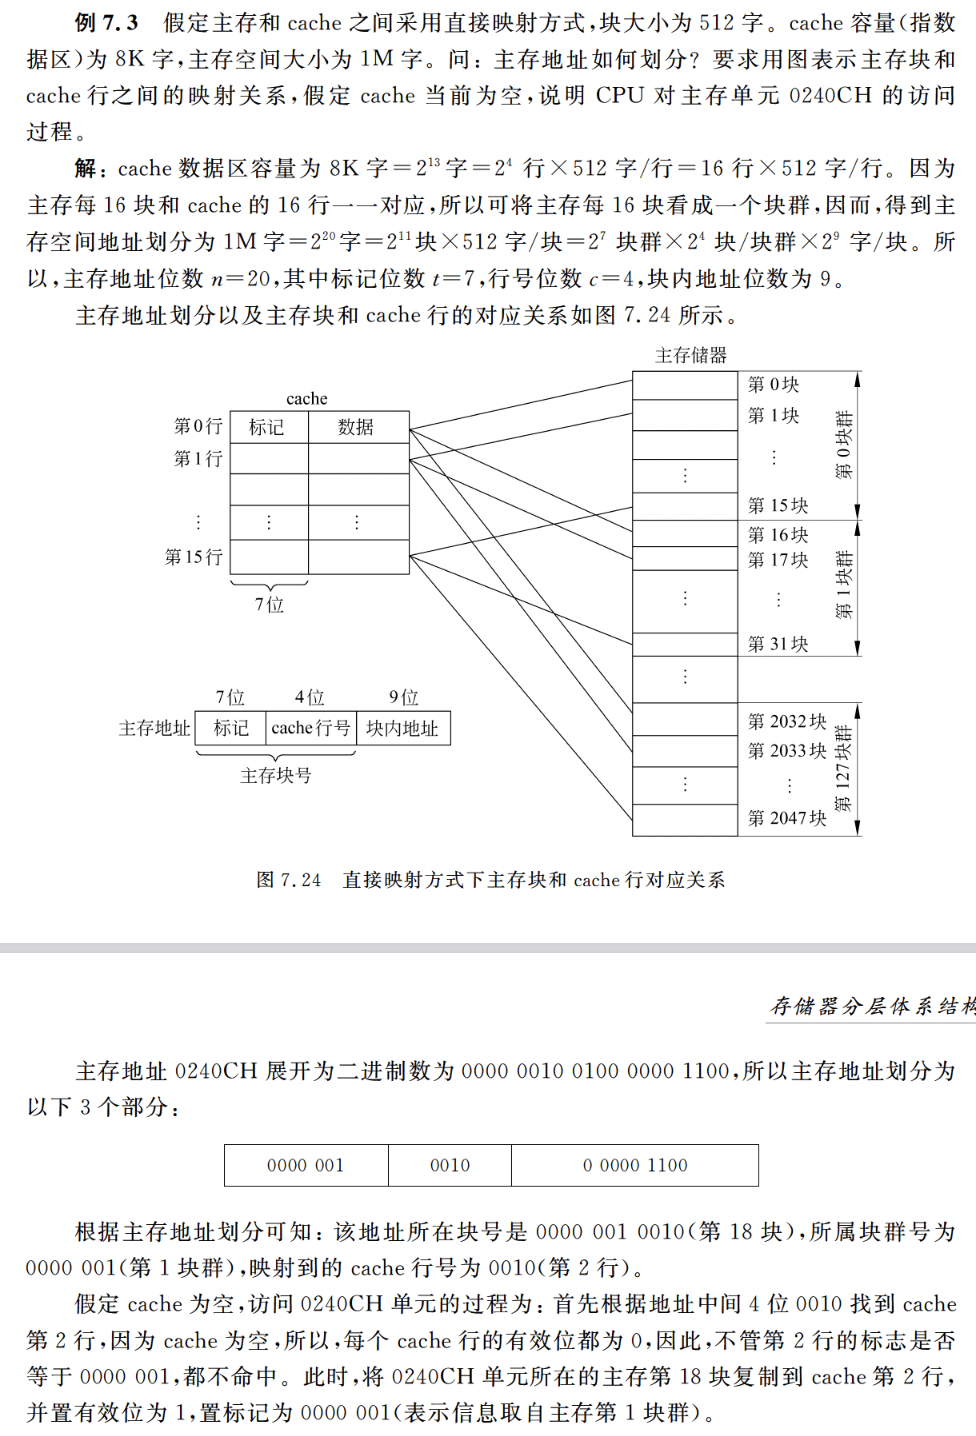 例 7.3 假定主存和 cache 之间采用直接映射方式,块大小为 512 字。cache 容量(指数
据区)为 8K 字,主存空间大小为 1M 字。问: 主存地址如何划分? 要求用图表示主存块和
cache 行之间的映射关系,假定 cache 当前为空,说明 CPU 对主存单元 0240CH 的访问
过程。
解: cache 数据区容量为 8K 字=2¹³字=2⁴ 行×512 字/行=16 行×512 字/行。因为
主存每 16 块和 cache 的 16 行一一对应,所以可将主存每 16 块看成一个块群,因而,得到主
存空间地址划分为 1M 字=2²⁰字=2¹¹块×512 字/块=2⁷ 块群×2⁴ 块/块群×2⁹ 字/块。所
以,主存地址位数 n=20,其中标记位数 t=7,行号位数 c=4,块内地址位数为 9。
主存地址划分以及主存块和 cache 行的对应关系如图 7.24 所示。
主存储器
cache
第0行 标记 数据
第1行
⋮ ⋮ ⋮
第15行
7位
第 0块
第 1块
⋮ ⋮
第 15块
第 0块群
第 16块
第 17块
⋮ ⋮
第 31块
第 1块群
⋮
第 2032块
第 2033块
⋮ ⋮
第 2047块
第 127块群
7位 4位 9位
主存地址 标记 cache行号 块内地址
主存块号
图 7.24 直接映射方式下主存块和 cache 行对应关系
存储器分层体系结构
主存地址 0240CH 展开为二进制数为 0000 0010 0100 0000 1100,所以主存地址划分为
以下 3 个部分:
0000 001 0010 0 0000 1100
根据主存地址划分可知: 该地址所在块号是 0000 001 0010(第 18 块),所属块群号为
0000 001(第 1 块群),映射到的 cache 行号为 0010(第 2 行)。
假定 cache 为空,访问 0240CH 单元的过程为: 首先根据地址中间 4 位 0010 找到 cache
第 2 行,因为 cache 为空,所以,每个 cache 行的有效位都为 0,因此,不管第 2 行的标志是否
等于 0000 001,都不命中。此时,将 0240CH 单元所在的主存第 18 块复制到 cache 第 2 行,
并置有效位为 1,置标记为 0000 001(表示信息取自主存第 1 块群)。